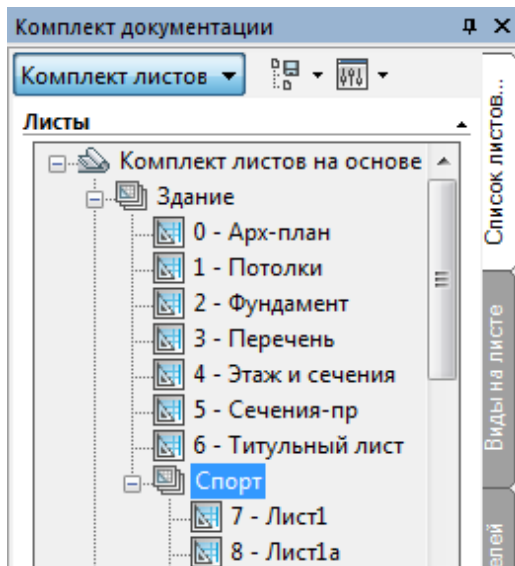 Комплект документации
Комплект листов
Листы
Комплект листов на основе
Здание
0 - Арх-план
1 - Потолки
2 - Фундамент
3 - Перечень
4 - Этаж и сечения
5 - Сечения-пр
6 - Титульный лист
Спорт
7 - Лист1
8 - Лист1а
Список листов...
Виды на листе